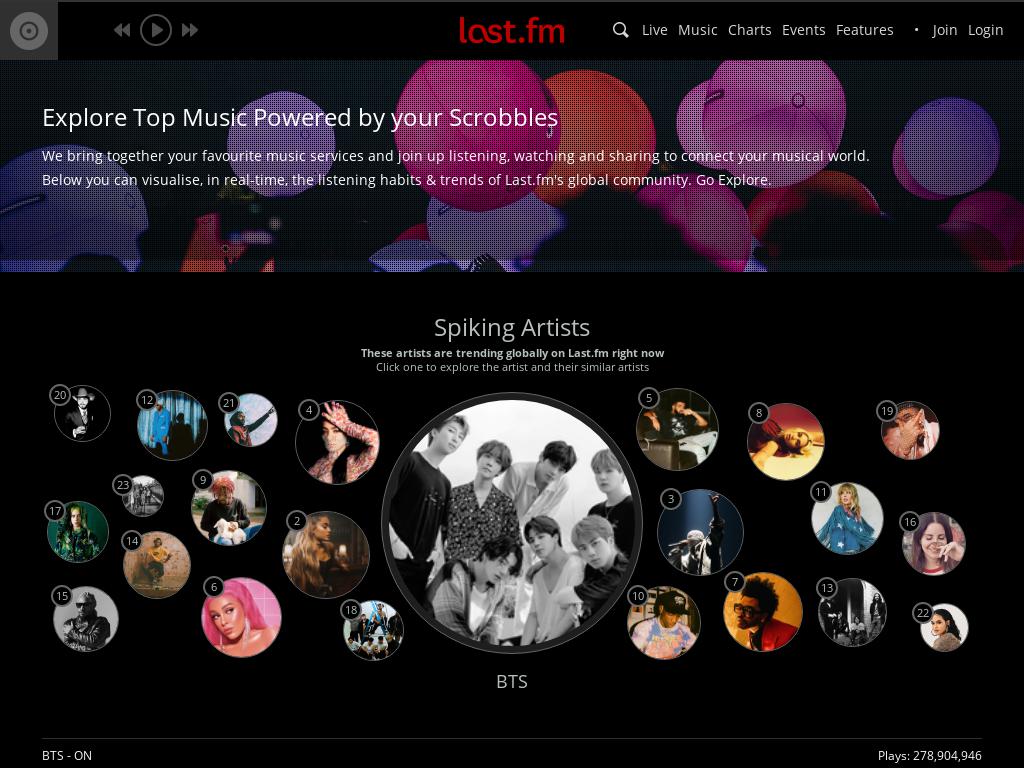 last.fm
Live Music Charts Events Features • Join Login
Explore Top Music Powered by your Scrobbles
We bring together your favourite music services and join up listening, watching and sharing to connect your musical world.
Below you can visualise, in real-time, the listening habits & trends of Last.fm's global community. Go Explore.
Spiking Artists
These artists are trending globally on Last.fm right now
Click one to explore the artist and their similar artists
20
12
21
4
5
8
19
23
9
17
14
2
3
11
16
15
6
18
10
7
13
22
BTS
BTS - ON
Plays: 278,904,946